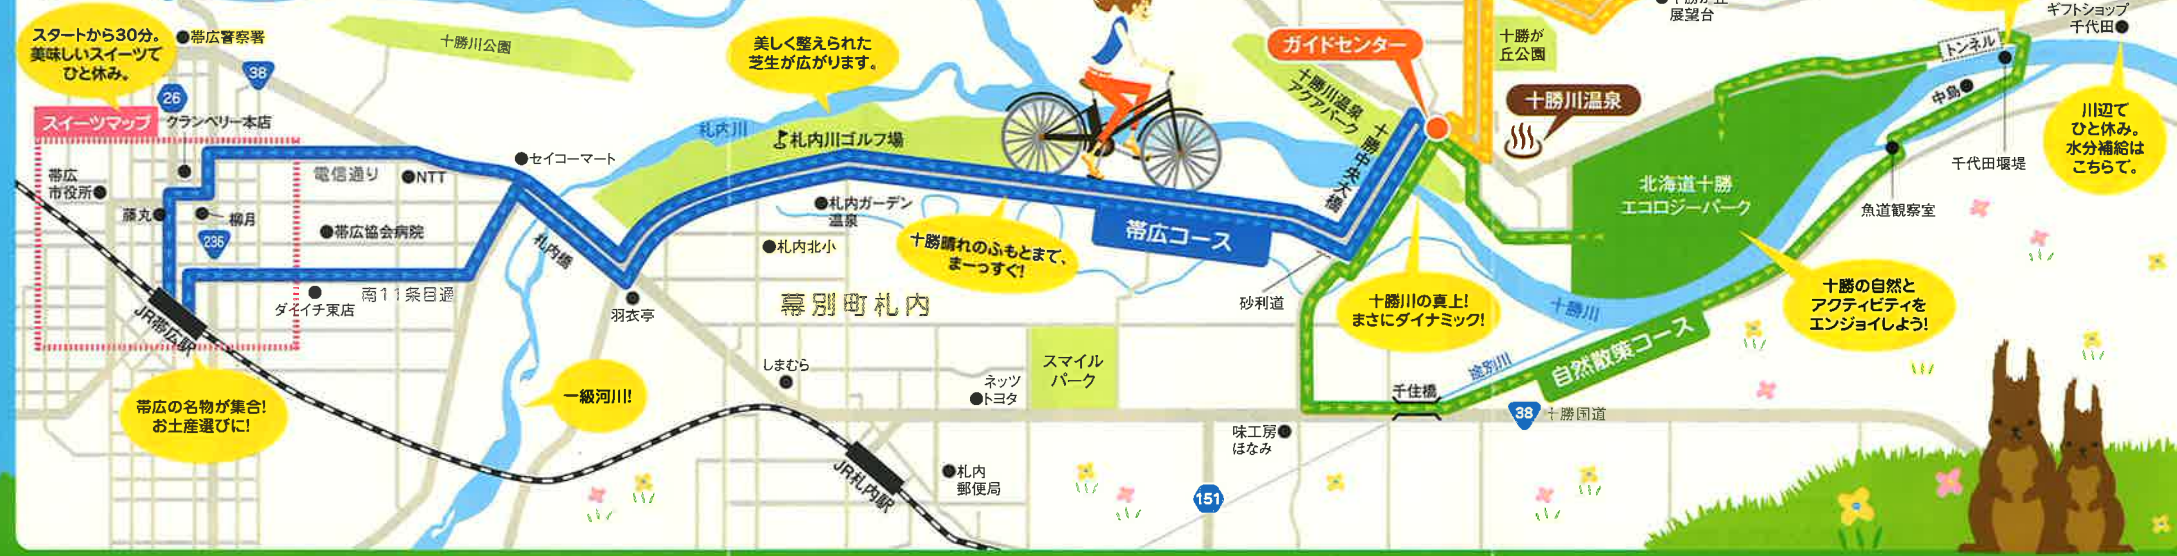 スタートから30分。
美味しいスイーツで
ひと休み。
帯広警察署
38
26
スイーツマップ
クランベリー本店
帯広
市役所
藤丸
柳月
236
電信通り
NTT
帯広協会病院
南11条目通
ダイイチ東店
JR帯広駅
帯広の名物が集合!
お土産選びに!
十勝川公園
美しく整えられた
芝生が広がります。
札内川
札内川ゴルフ場
セイコーマート
札内橋
羽衣亭
一級河川!
札内ガーデン
温泉
札内北小
十勝晴れのふもとまで、
まーっすぐ!
幕別町札内
帯広コース
しまむら
ネッツ
トヨタ
スマイル
パーク
JR札内駅
札内
郵便局
151
味工房
ほなみ
砂利道
ガイドセンター
十勝川温泉
アクアパーク
十勝中央大橋
十勝が
丘公園
展望台
十勝川温泉
十勝川の真上!
まさにダイナミック!
十勝川
途別川
千住橋
自然散策コース
38
十勝国道
北海道十勝
エコロジーパーク
十勝の自然と
アクティビティを
エンジョイしよう!
トンネル
中島
魚道観察室
千代田堰堤
ギフトショップ
千代田
川辺で
ひと休み。
水分補給は
こちらで。